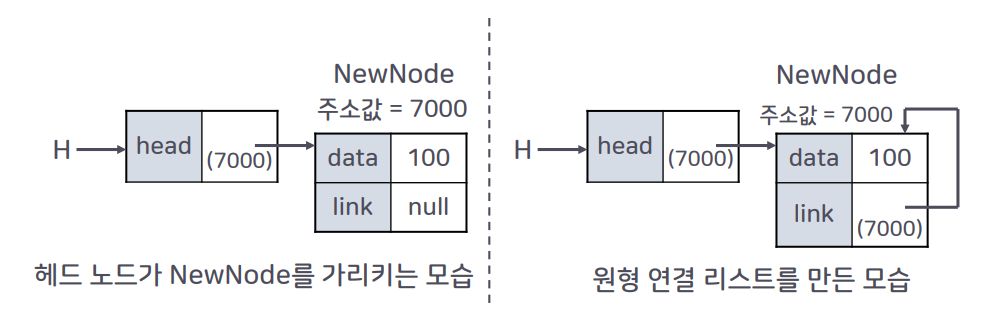 NewNode
주소값 = 7000
H
head
(7000)
data
100
link
null
헤드 노드가 NewNode를 가리키는 모습
NewNode
주소값 = 7000
H
head
(7000)
data
100
link
(7000)
원형 연결 리스트를 만든 모습